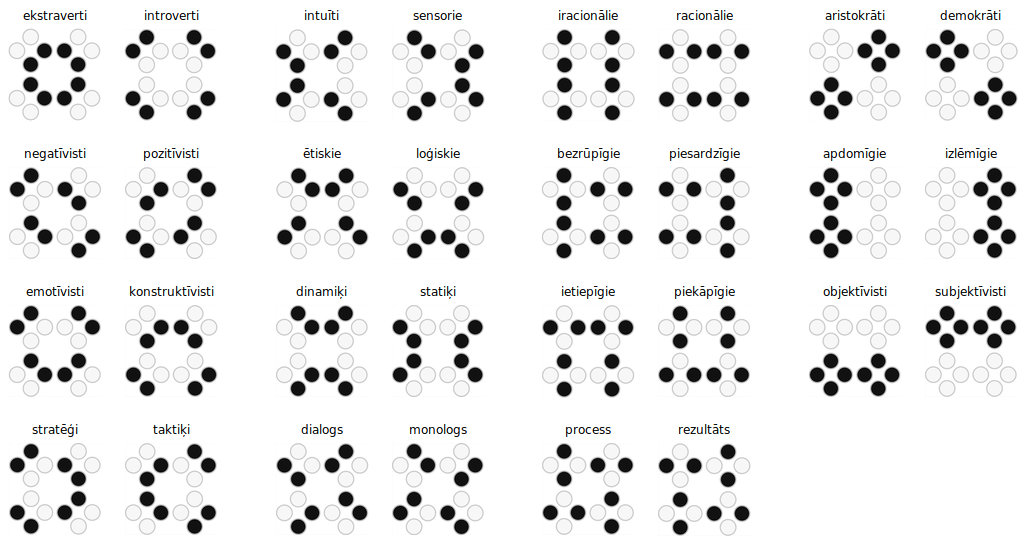 ekstraverti introverti intuīti sensorie iracionālie racionālie aristokrāti demokrāti
negatīvisti pozitīvisti ētiskie loģiskie bezrūpīgie piesardzīgie apdomīgie izlēmīgie
emotīvisti konstruktīvisti dinamiķi statiķi ietiepīgie piekāpīgie objektīvisti subjektīvisti
stratēģi taktiķi dialogs monologs process rezultāts